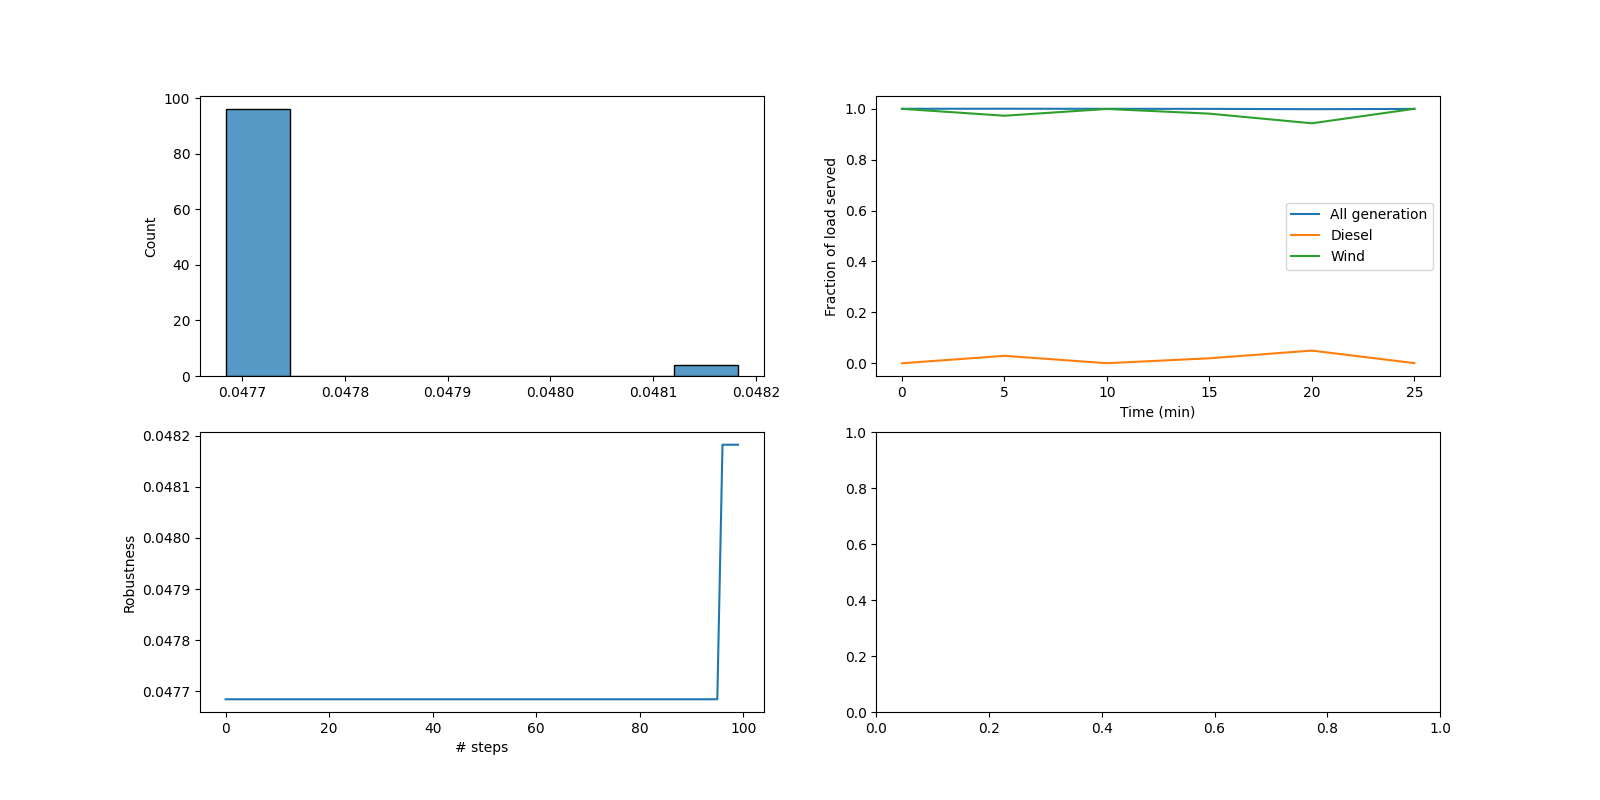 100
80
60
40
20
0
Count
0.0477 0.0478 0.0479 0.0480 0.0481 0.0482
1.0
0.8
0.6
0.4
0.2
0.0
Fraction of load served
All generation
Diesel
Wind
0 5 10 15 20 25
Time (min)
0.0482
0.0481
0.0480
0.0479
0.0478
0.0477
Robustness
0 20 40 60 80 100
# steps
1.0
0.8
0.6
0.4
0.2
0.0
0.0 0.2 0.4 0.6 0.8 1.0